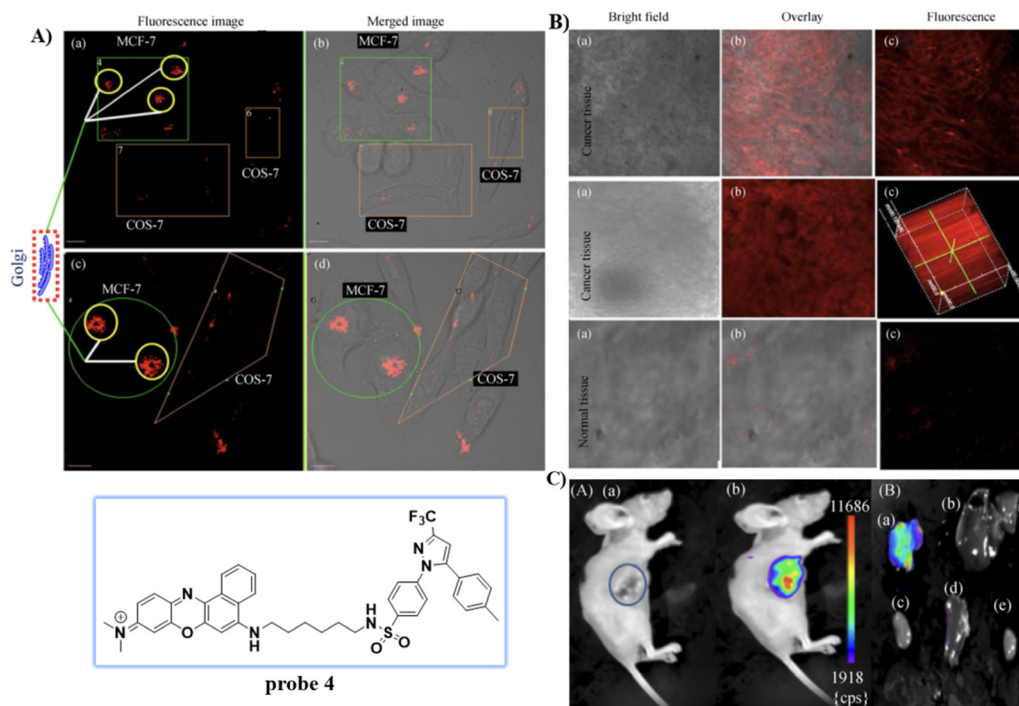 A)
Fluorescence image
Merged image
(a)
MCF-7
4
6
COS-7
7
COS-7
(b)
MCF-7
COS-7
COS-7
Golgi
(c)
MCF-7
COS-7
(d)
MCF-7
COS-7
B)
Bright field
Overlay
Fluorescence
Cancer tissue
(a)
(b)
(c)
Cancer tissue
(a)
(b)
(c)
Normal tissue
(a)
(b)
(c)
C)
(A)
(a)
(b)
11686
1918
{cps}
(B)
(a)
(b)
(c)
(d)
(e)
F₃C
N
N
N
N
⊕
O
N
H
HN
S
O
O
probe 4